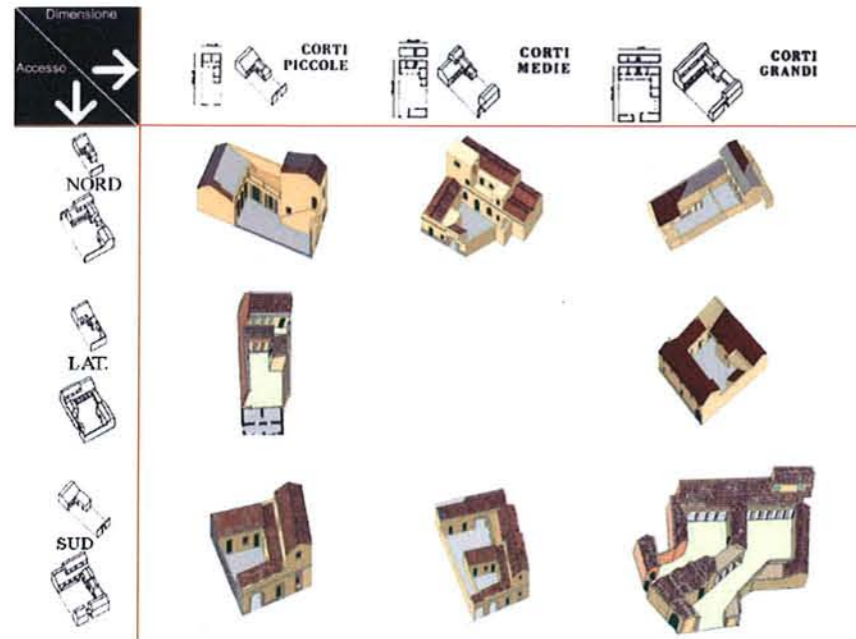 Dimensione
Accesso
CORTI
PICCOLE
CORTI
MEDIE
CORTI
GRANDI
NORD
LAT.
SUD